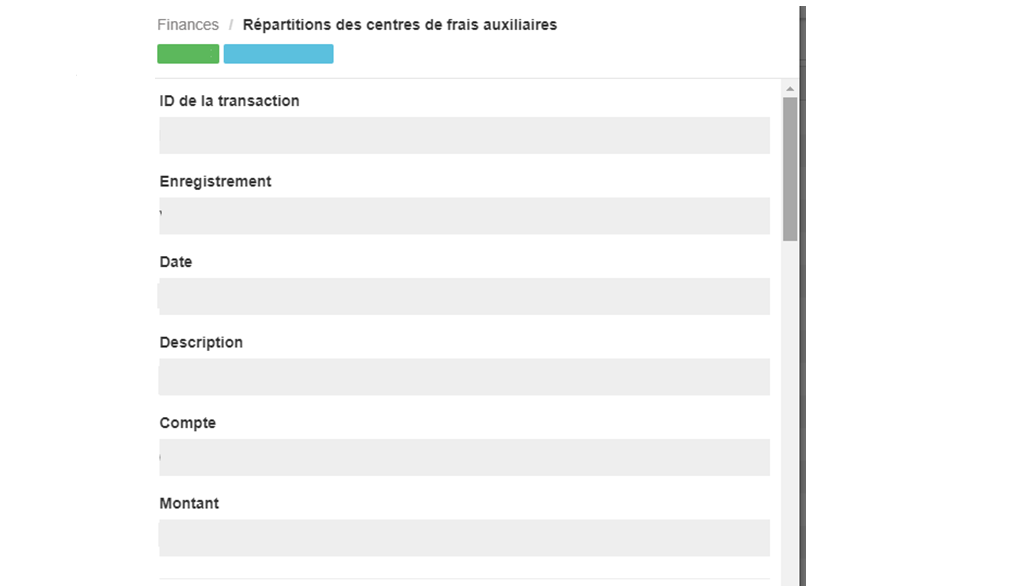 Finances / Répartitions des centres de frais auxiliaires
ID de la transaction
Enregistrement
Date
Description
Compte
Montant